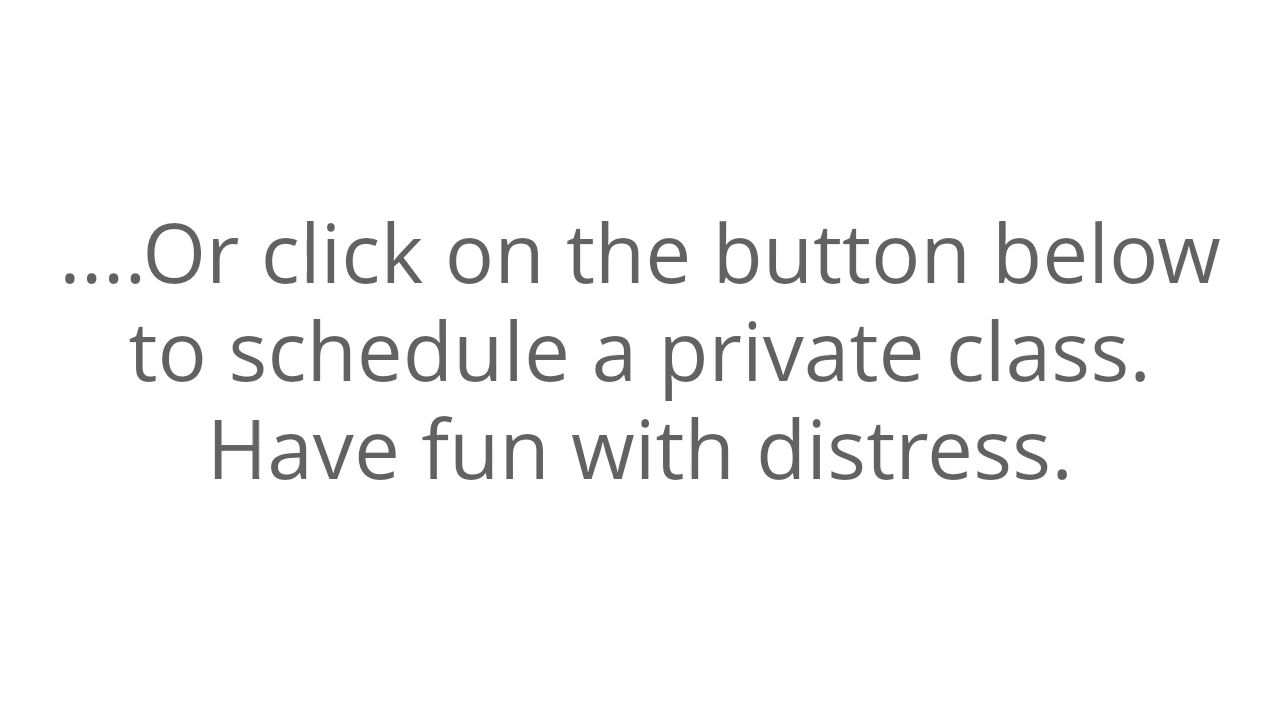 ....Or click on the button below
to schedule a private class.
Have fun with distress.